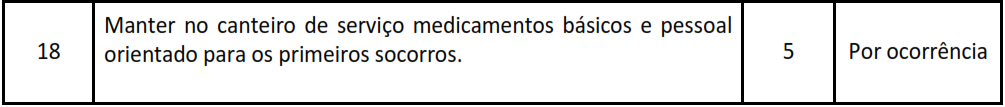 18
Manter no canteiro de serviço medicamentos básicos e pessoal
orientado para os primeiros socorros.
5
Por ocorrência